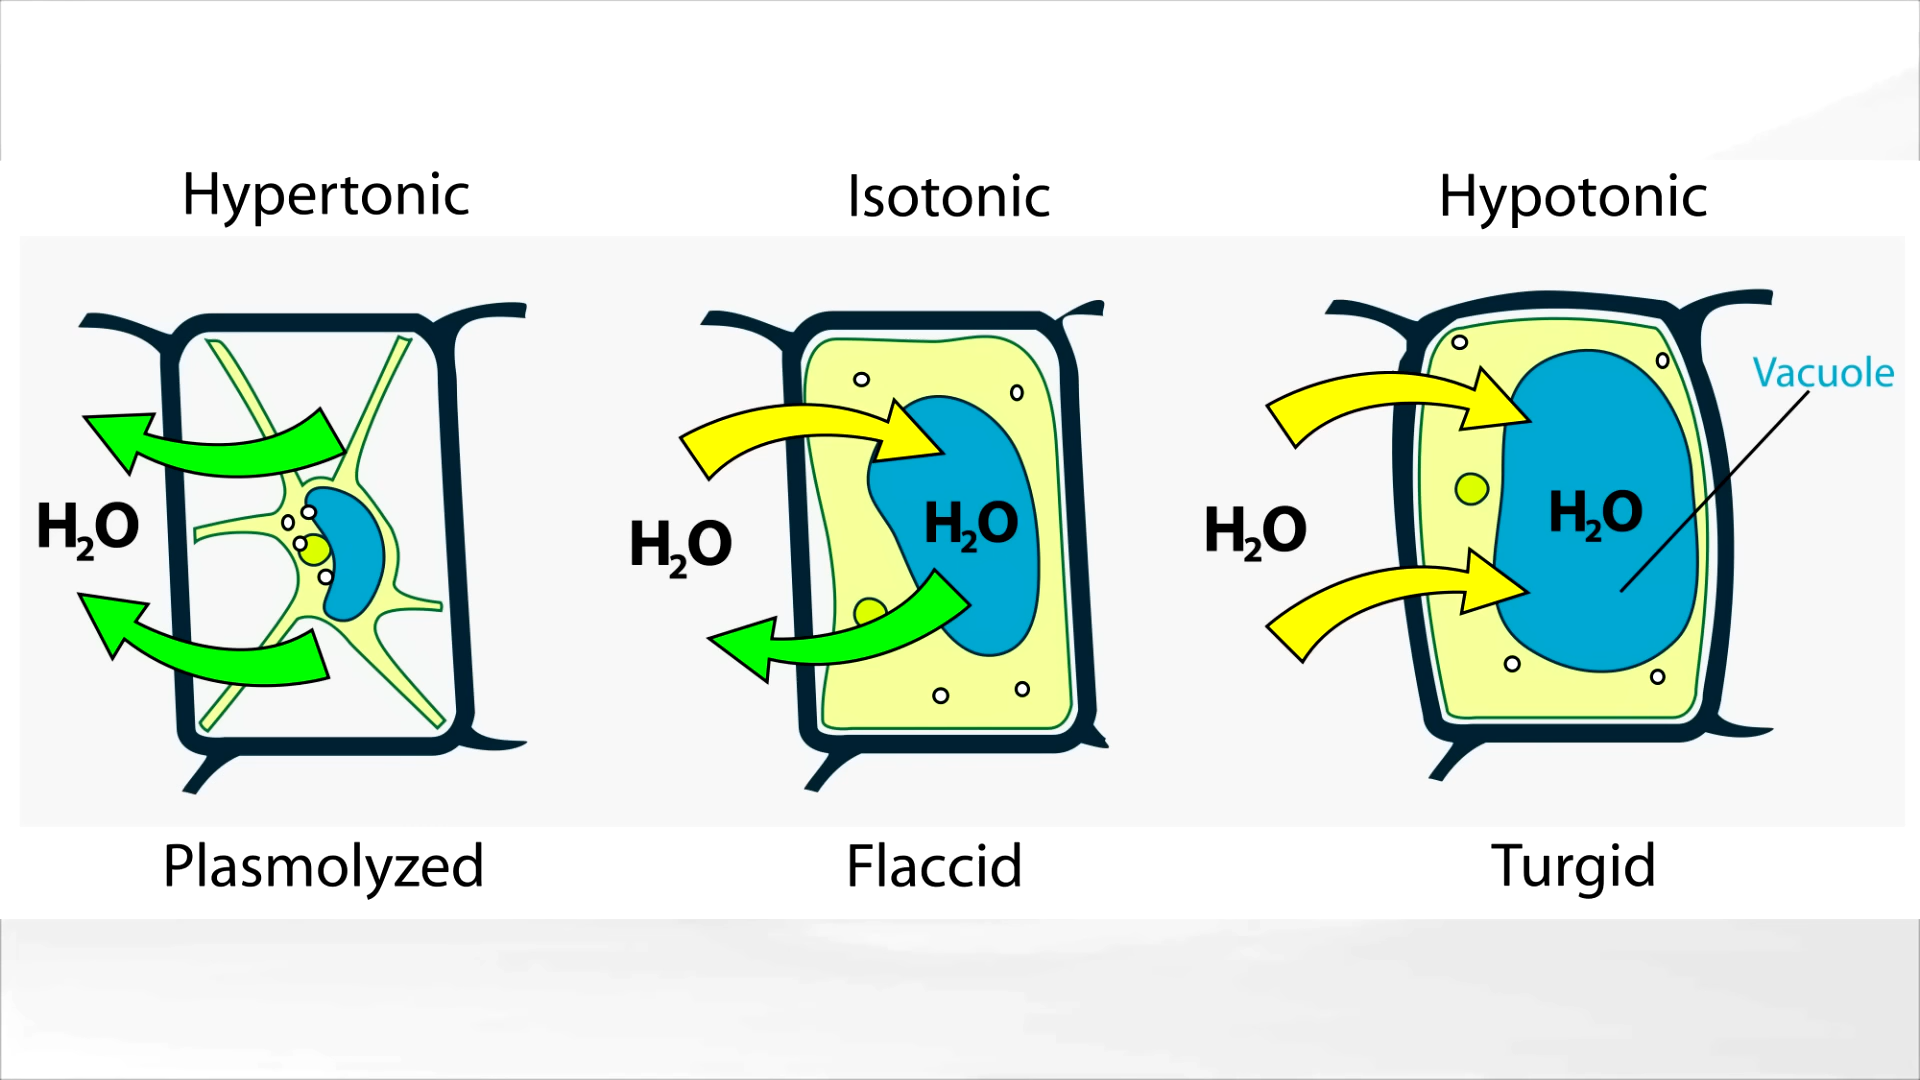 Hypertonic
Isotonic
Hypotonic
Vacuole
H₂O
H₂O
H₂O
H₂O
H₂O
Plasmolyzed
Flaccid
Turgid